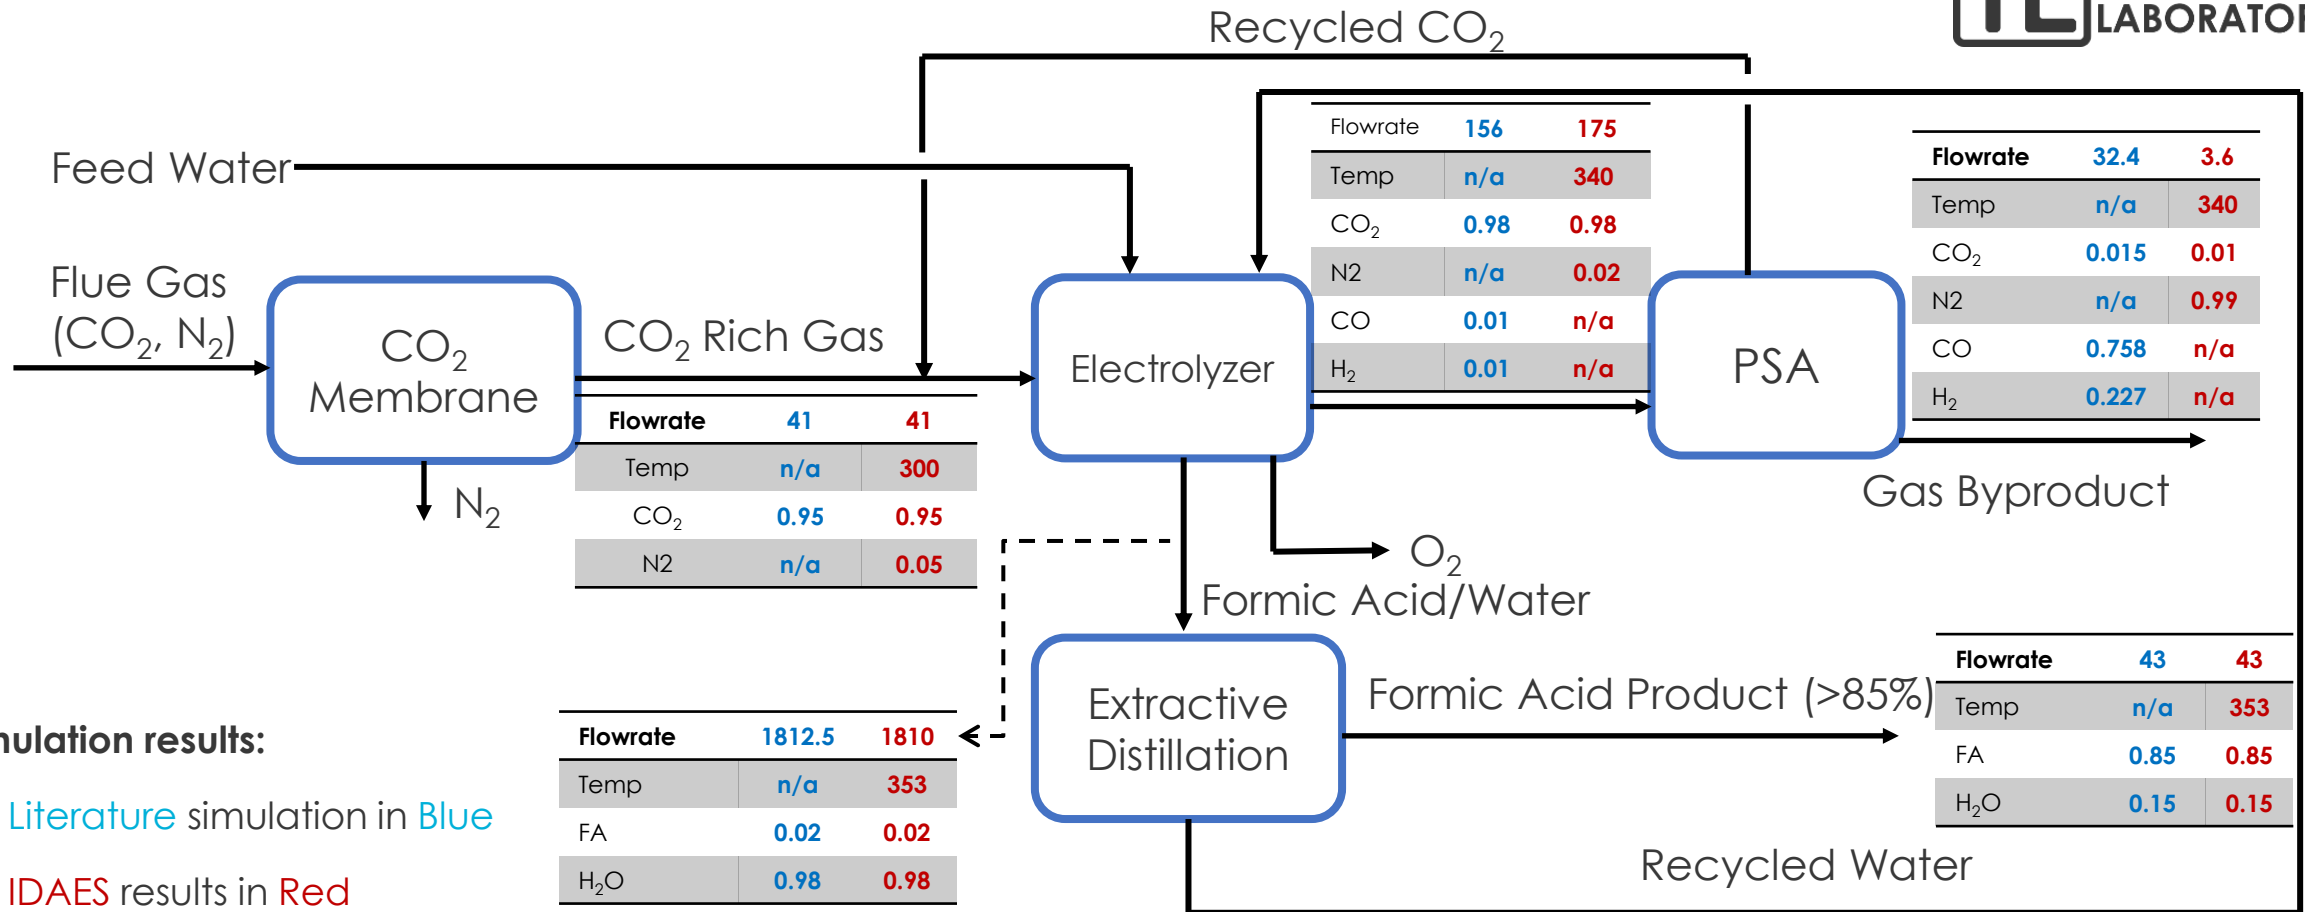 LABORATOR
Recycled CO₂
Feed Water
Flue Gas
(CO₂, N₂)
CO₂
Membrane
N₂
CO₂ Rich Gas
Flowrate 41 41
Temp n/a 300
CO₂ 0.95 0.95
N2 n/a 0.05
Electrolyzer
Flowrate 156 175
Temp n/a 340
CO₂ 0.98 0.98
N2 n/a 0.02
CO 0.01 n/a
H₂ 0.01 n/a
PSA
Flowrate 32.4 3.6
Temp n/a 340
CO₂ 0.015 0.01
N2 n/a 0.99
CO 0.758 n/a
H₂ 0.227 n/a
Gas Byproduct
O₂
Formic Acid/Water
Extractive
Distillation
Formic Acid Product (>85%)
Flowrate 43 43
Temp n/a 353
FA 0.85 0.85
H₂O 0.15 0.15
Recycled Water
Flowrate 1812.5 1810
Temp n/a 353
FA 0.02 0.02
H₂O 0.98 0.98
nulation results:
Literature simulation in Blue
IDAES results in Red